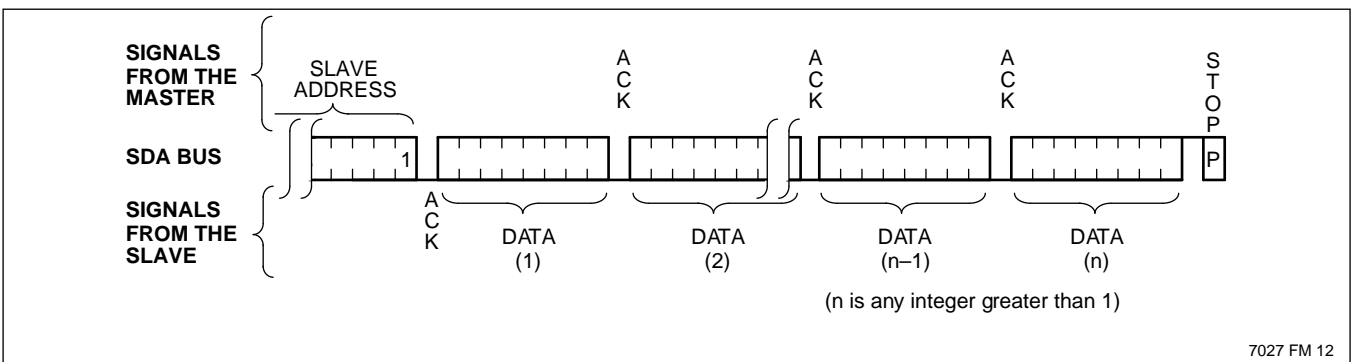 SIGNALS
FROM THE
MASTER
SLAVE
ADDRESS
A
C
K
A
C
K
A
C
K
S
T
O
P
SDA BUS
1
P
SIGNALS
FROM THE
SLAVE
A
C
K
DATA
(1)
DATA
(2)
DATA
(n–1)
DATA
(n)
(n is any integer greater than 1)
7027 FM 12